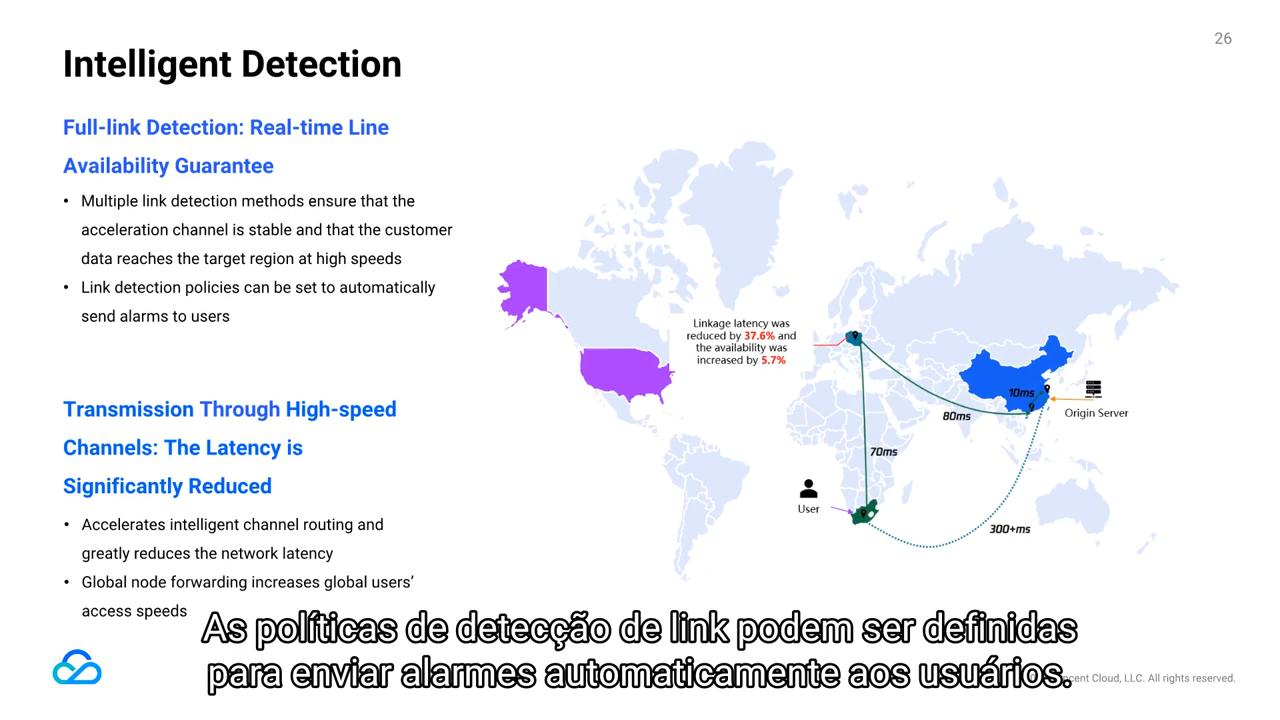 26
Intelligent Detection
Full-link Detection: Real-time Line
Availability Guarantee
• Multiple link detection methods ensure that the
acceleration channel is stable and that the customer
data reaches the target region at high speeds
• Link detection policies can be set to automatically
send alarms to users
Transmission Through High-speed
Channels: The Latency is
Significantly Reduced
• Accelerates intelligent channel routing and
greatly reduces the network latency
• Global node forwarding increases global users’
access speeds
Linkage latency was
reduced by 37.6% and
the availability was
increased by 5.7%
10ms
Origin Server
80ms
70ms
User
300+ms
As políticas de detecção de link podem ser definidas
para enviar alarmes automaticamente aos usuários.
Cloud, LLC. All rights reserved.